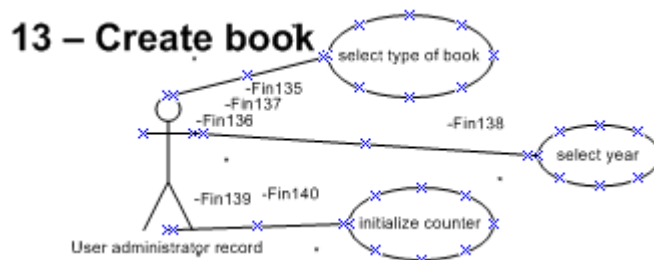 13 – Create book
select type of book
-Fin135
-Fin137
-Fin136
-Fin138
select year
-Fin139
-Fin140
initialize counter
User administrator record